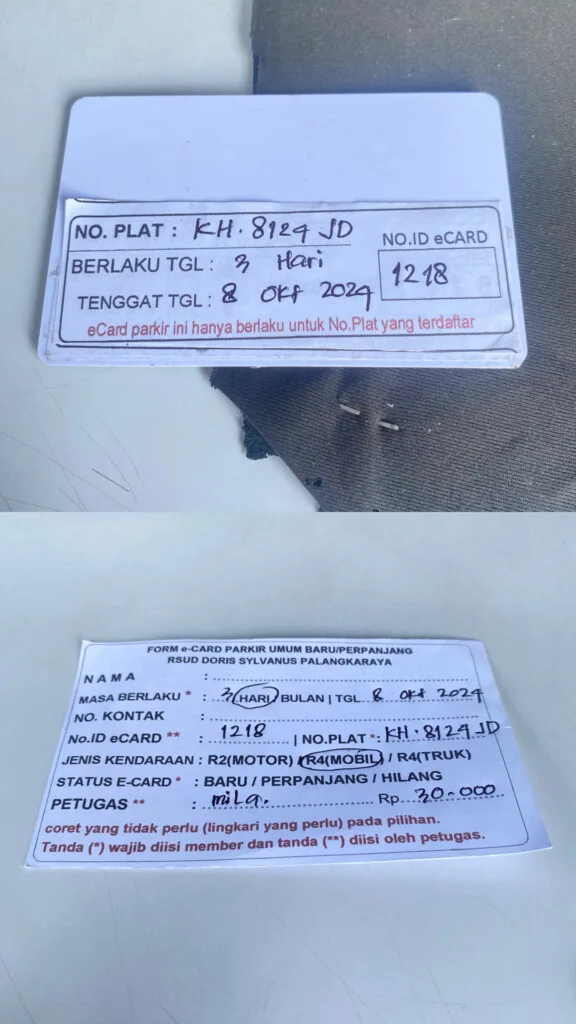 NO. PLAT : KH. 8124 JD
NO.ID eCARD
BERLAKU TGL : 3 Hari
1218
TENGGAT TGL : 8 Okt 2024
eCard parkir ini hanya berlaku untuk No.Plat yang terdaftar
FORM e-CARD PARKIR UMUM BARU/PERPANJANG
RSUD DORIS SYLVANUS PALANGKARAYA
N A M A :
MASA BERLAKU * : 3 (HARI)/BULAN | TGL. 8 Okt 2024
NO. KONTAK :
No.ID eCARD ** : 1218 | NO.PLAT * : KH. 8124 JD
JENIS KENDARAAN : R2(MOTOR) / R4(MOBIL) / R4(TRUK)
STATUS E-CARD * : BARU / PERPANJANG / HILANG
PETUGAS ** : mila. Rp 30.000
coret yang tidak perlu (lingkari yang perlu) pada pilihan.
Tanda (*) wajib diisi member dan tanda (**) diisi oleh petugas.